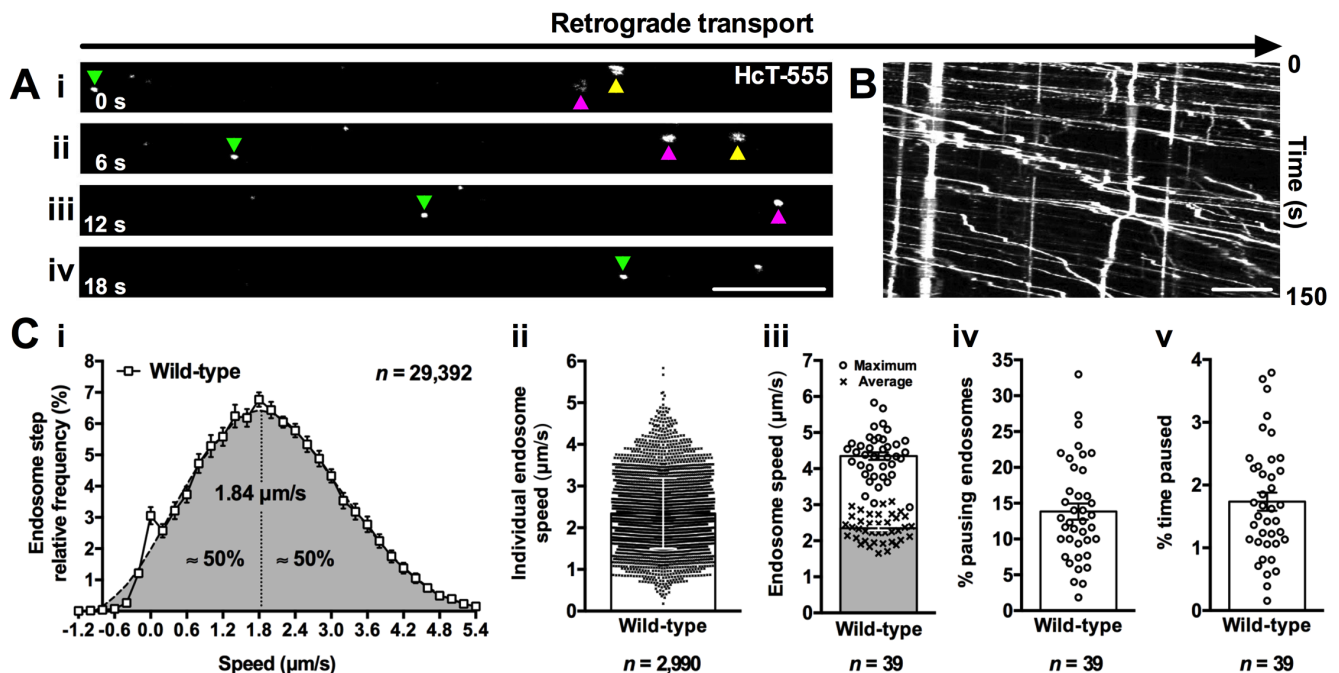 Retrograde transport
A
i
0 s
HcT-555
ii
6 s
iii
12 s
iv
18 s
B
0
Time (s)
150
C
i
Endosome step
relative frequency (%)
8
7
6
5
4
3
2
1
0
Wild-type
n = 29,392
1.84 μm/s
≈ 50%
≈ 50%
-1.2 -0.6 0.0 0.6 1.2 1.8 2.4 3.0 3.6 4.2 4.8 5.4
Speed (μm/s)
ii
Individual endosome
speed (μm/s)
6
5
4
3
2
1
0
Wild-type
n = 2,990
iii
Endosome speed (μm/s)
7
6
5
4
3
2
1
0
Maximum
Average
Wild-type
n = 39
iv
% pausing endosomes
35
30
25
20
15
10
5
0
Wild-type
n = 39
v
% time paused
4
3
2
1
0
Wild-type
n = 39